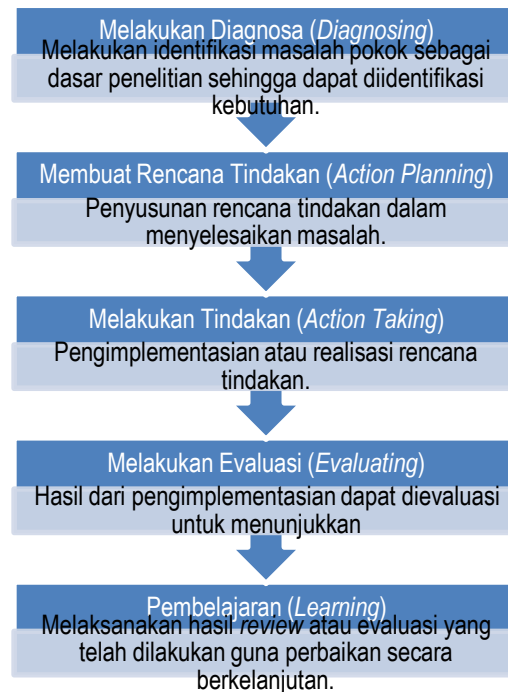 Melakukan Diagnosa (Diagnosing)
Melakukan identifikasi masalah pokok sebagai
dasar penelitian sehingga dapat diidentifikasi
kebutuhan.
Membuat Rencana Tindakan (Action Planning)
Penyusunan rencana tindakan dalam
menyelesaikan masalah.
Melakukan Tindakan (Action Taking)
Pengimplementasian atau realisasi rencana
tindakan.
Melakukan Evaluasi (Evaluating)
Hasil dari pengimplementasian dapat dievaluasi
untuk menunjukkan
Pembelajaran (Learning)
Melaksanakan hasil review atau evaluasi yang
telah dilakukan guna perbaikan secara
berkelanjutan.